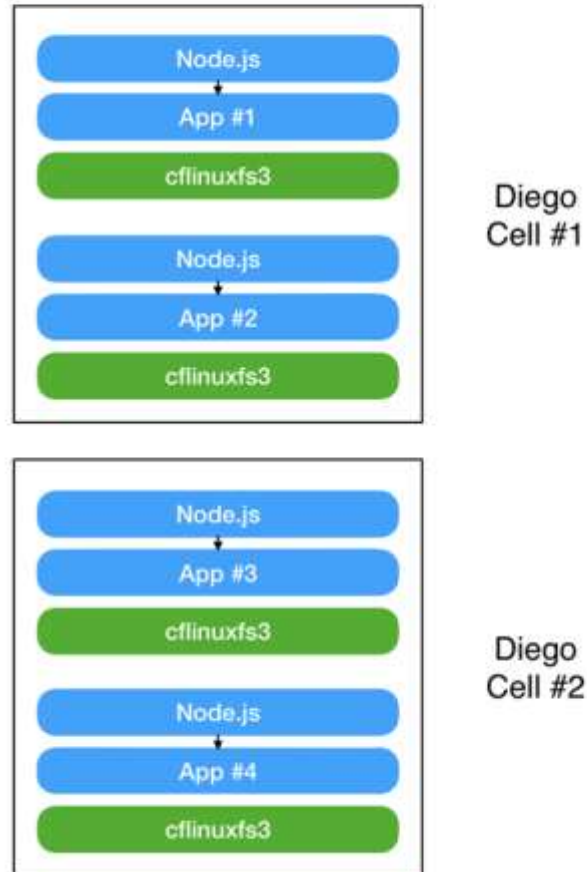 Node.js
App #1
cflinuxfs3
Node.js
App #2
cflinuxfs3
Diego
Cell #1
Node.js
App #3
cflinuxfs3
Node.js
App #4
cflinuxfs3
Diego
Cell #2